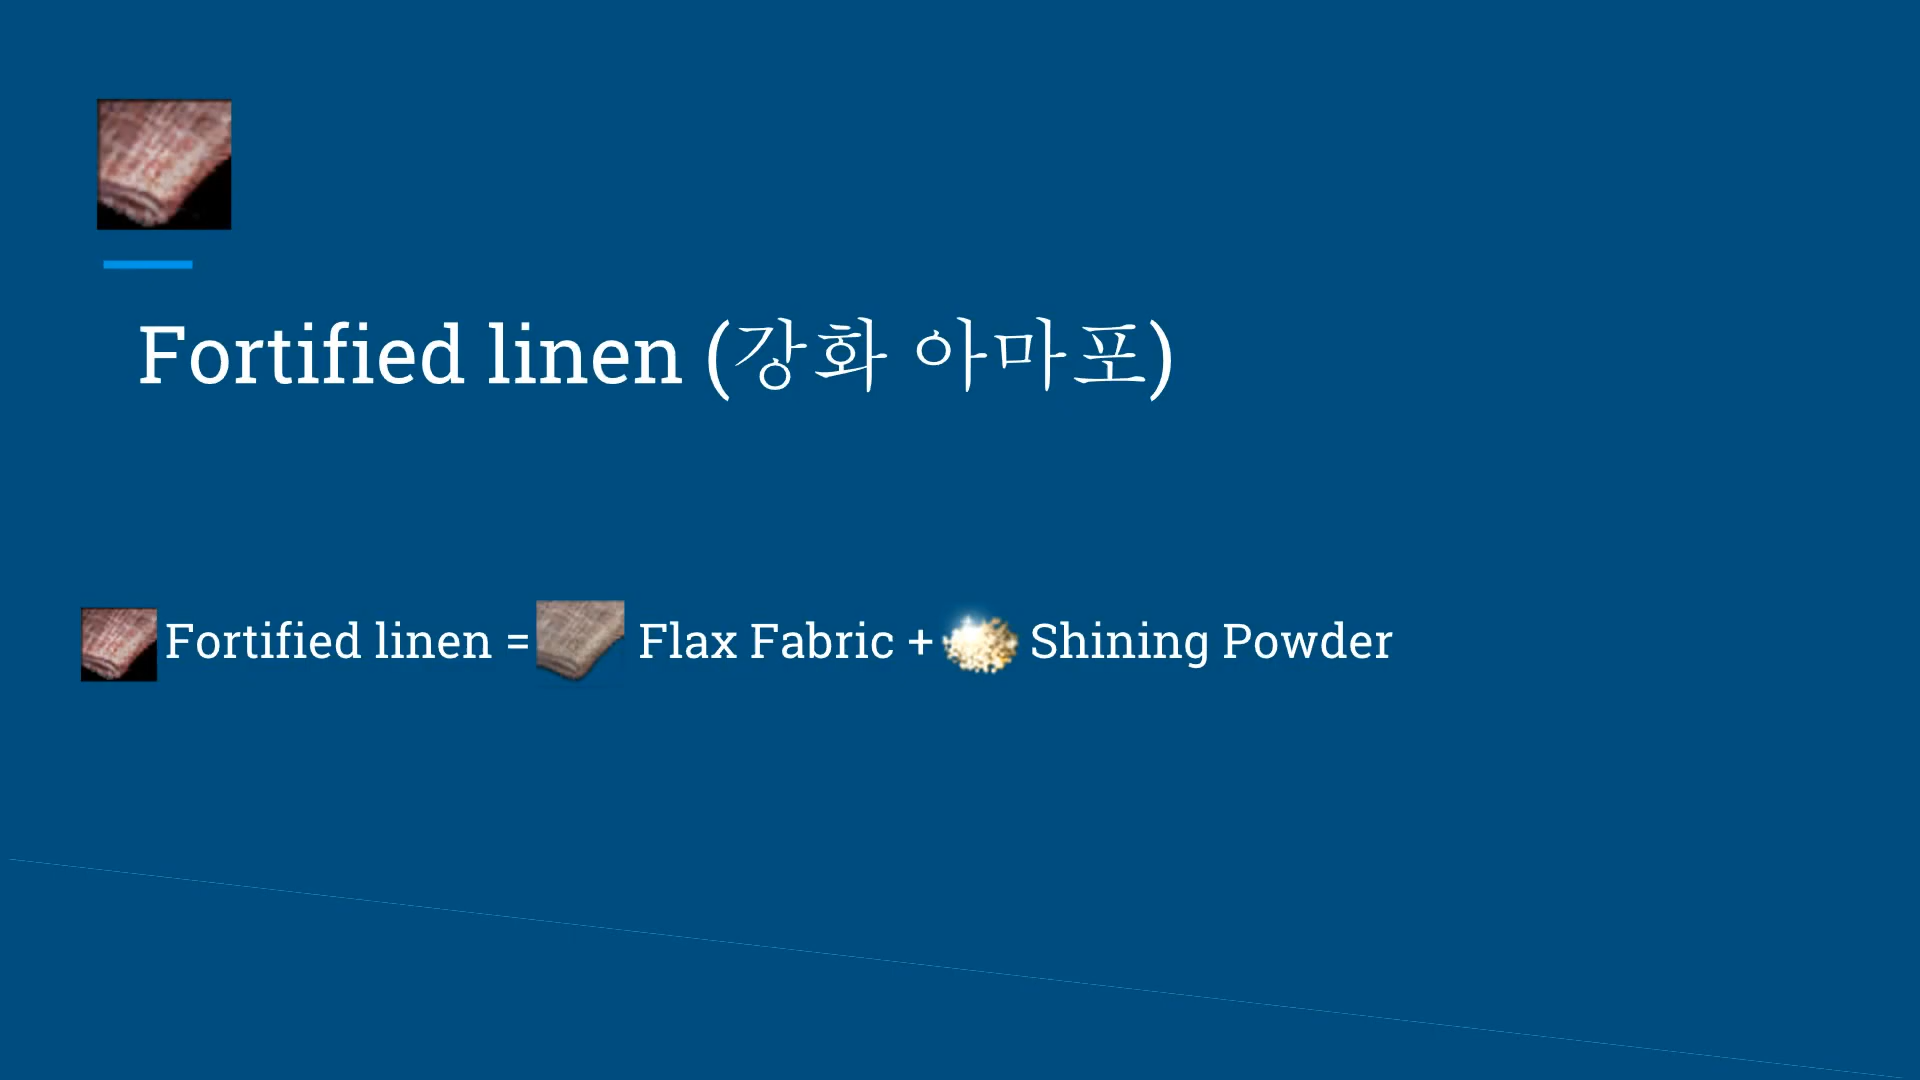 Fortified linen (강화 아마포)
Fortified linen = Flax Fabric + Shining Powder